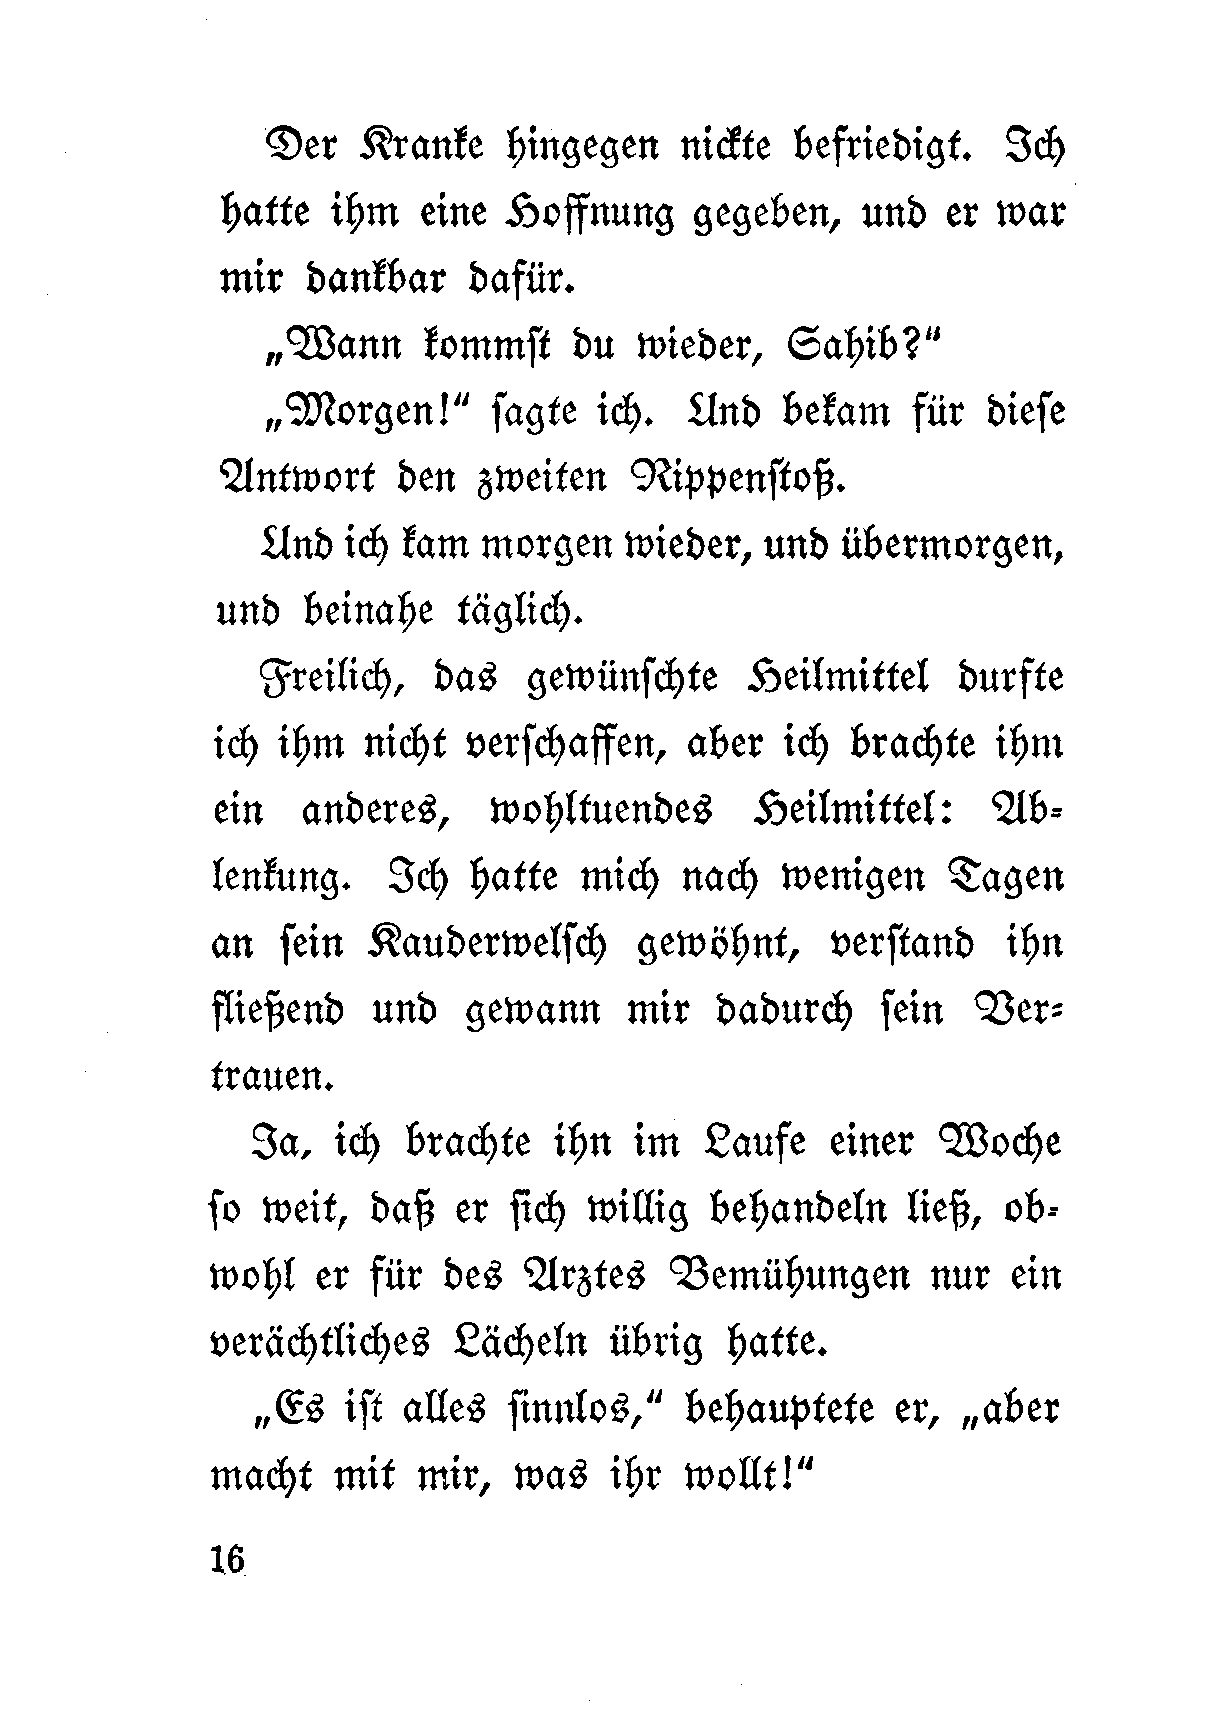 Der Kranke hingegen nickte befriedigt. Ich
hatte ihm eine Hoffnung gegeben, und er war
mir dankbar dafür.
„Wann kommſt du wieder, Sahib?“
„Morgen!“ ſagte ich. Und bekam für dieſe
Antwort den zweiten Rippenſtoß.
Und ich kam morgen wieder, und übermorgen,
und beinahe täglich.
Freilich, das gewünſchte Heilmittel durfte
ich ihm nicht verſchaffen, aber ich brachte ihm
ein anderes, wohltuendes Heilmittel: Ab-
lenkung. Ich hatte mich nach wenigen Tagen
an ſein Kauderwelſch gewöhnt, verſtand ihn
fließend und gewann mir dadurch ſein Ver-
trauen.
Ja, ich brachte ihn im Laufe einer Woche
ſo weit, daß er ſich willig behandeln ließ, ob-
wohl er für des Arztes Bemühungen nur ein
verächtliches Lächeln übrig hatte.
„Es iſt alles ſinnlos,“ behauptete er, „aber
macht mit mir, was ihr wollt!“
16